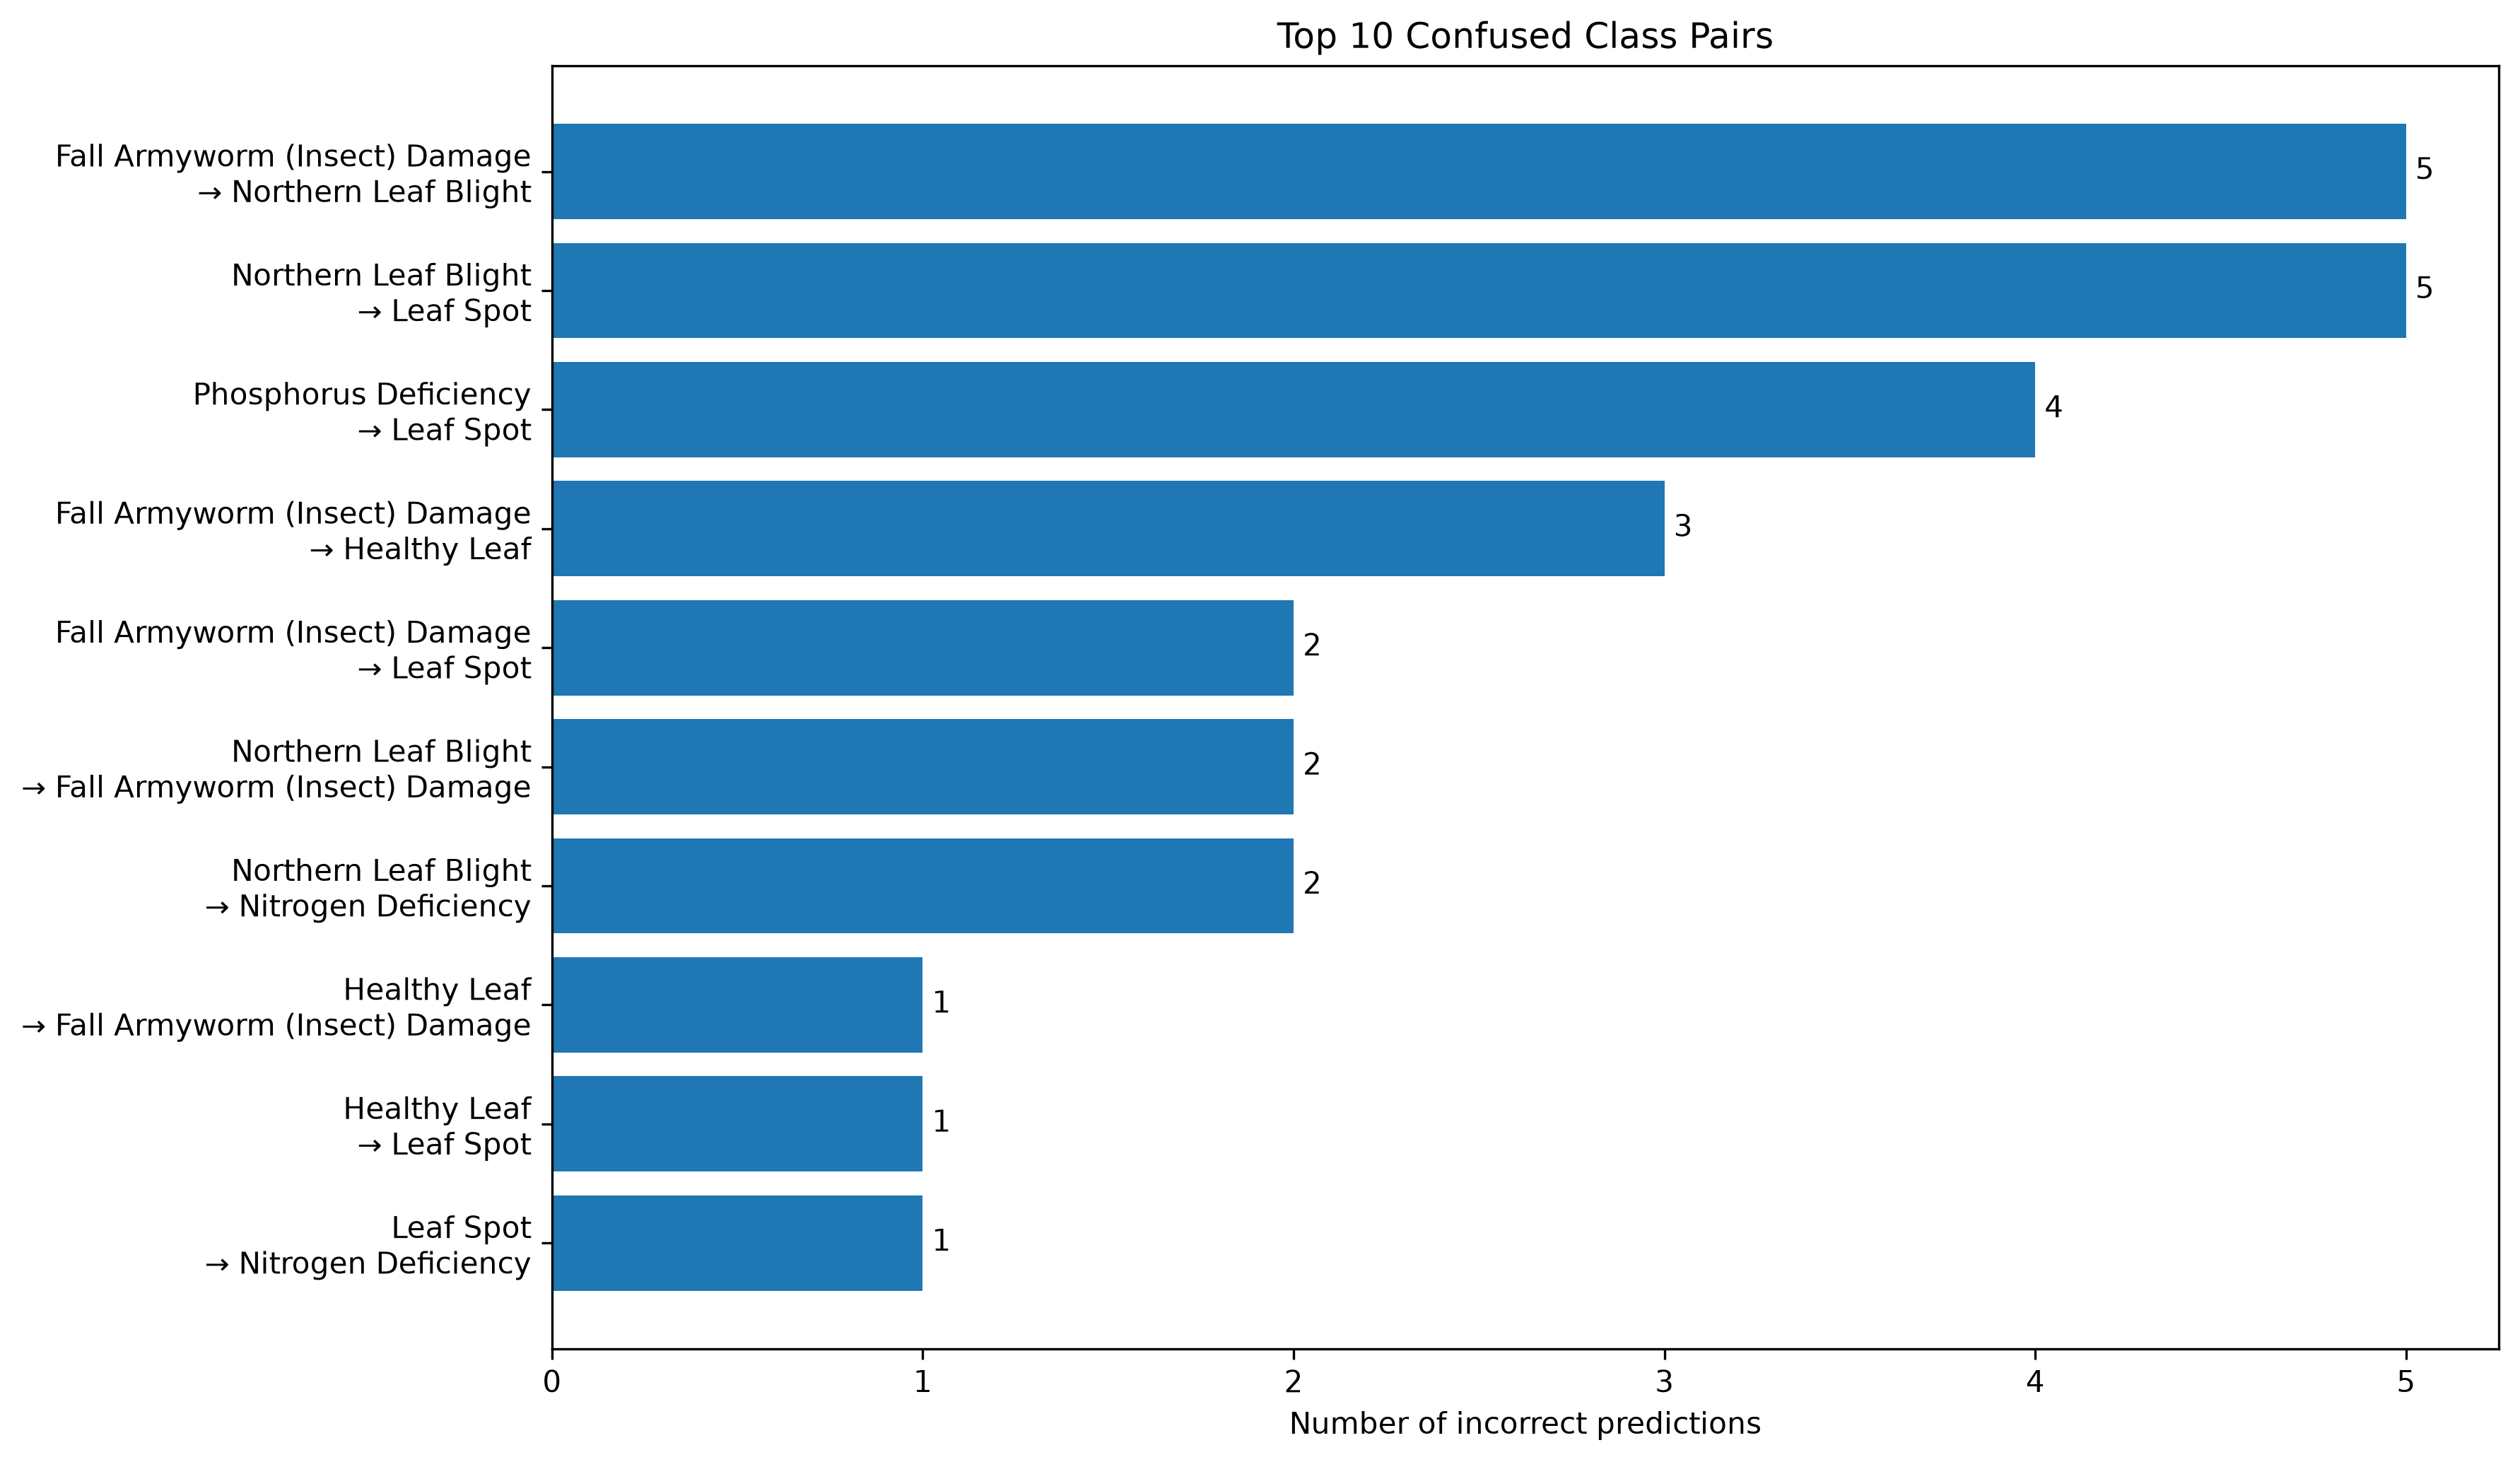 Top 10 Confused Class Pairs
Fall Armyworm (Insect) Damage
→ Northern Leaf Blight
5
Northern Leaf Blight
→ Leaf Spot
5
Phosphorus Deficiency
→ Leaf Spot
4
Fall Armyworm (Insect) Damage
→ Healthy Leaf
3
Fall Armyworm (Insect) Damage
→ Leaf Spot
2
Northern Leaf Blight
→ Fall Armyworm (Insect) Damage
2
Northern Leaf Blight
→ Nitrogen Deficiency
2
Healthy Leaf
→ Fall Armyworm (Insect) Damage
1
Healthy Leaf
→ Leaf Spot
1
Leaf Spot
→ Nitrogen Deficiency
1
0 1 2 3 4 5
Number of incorrect predictions